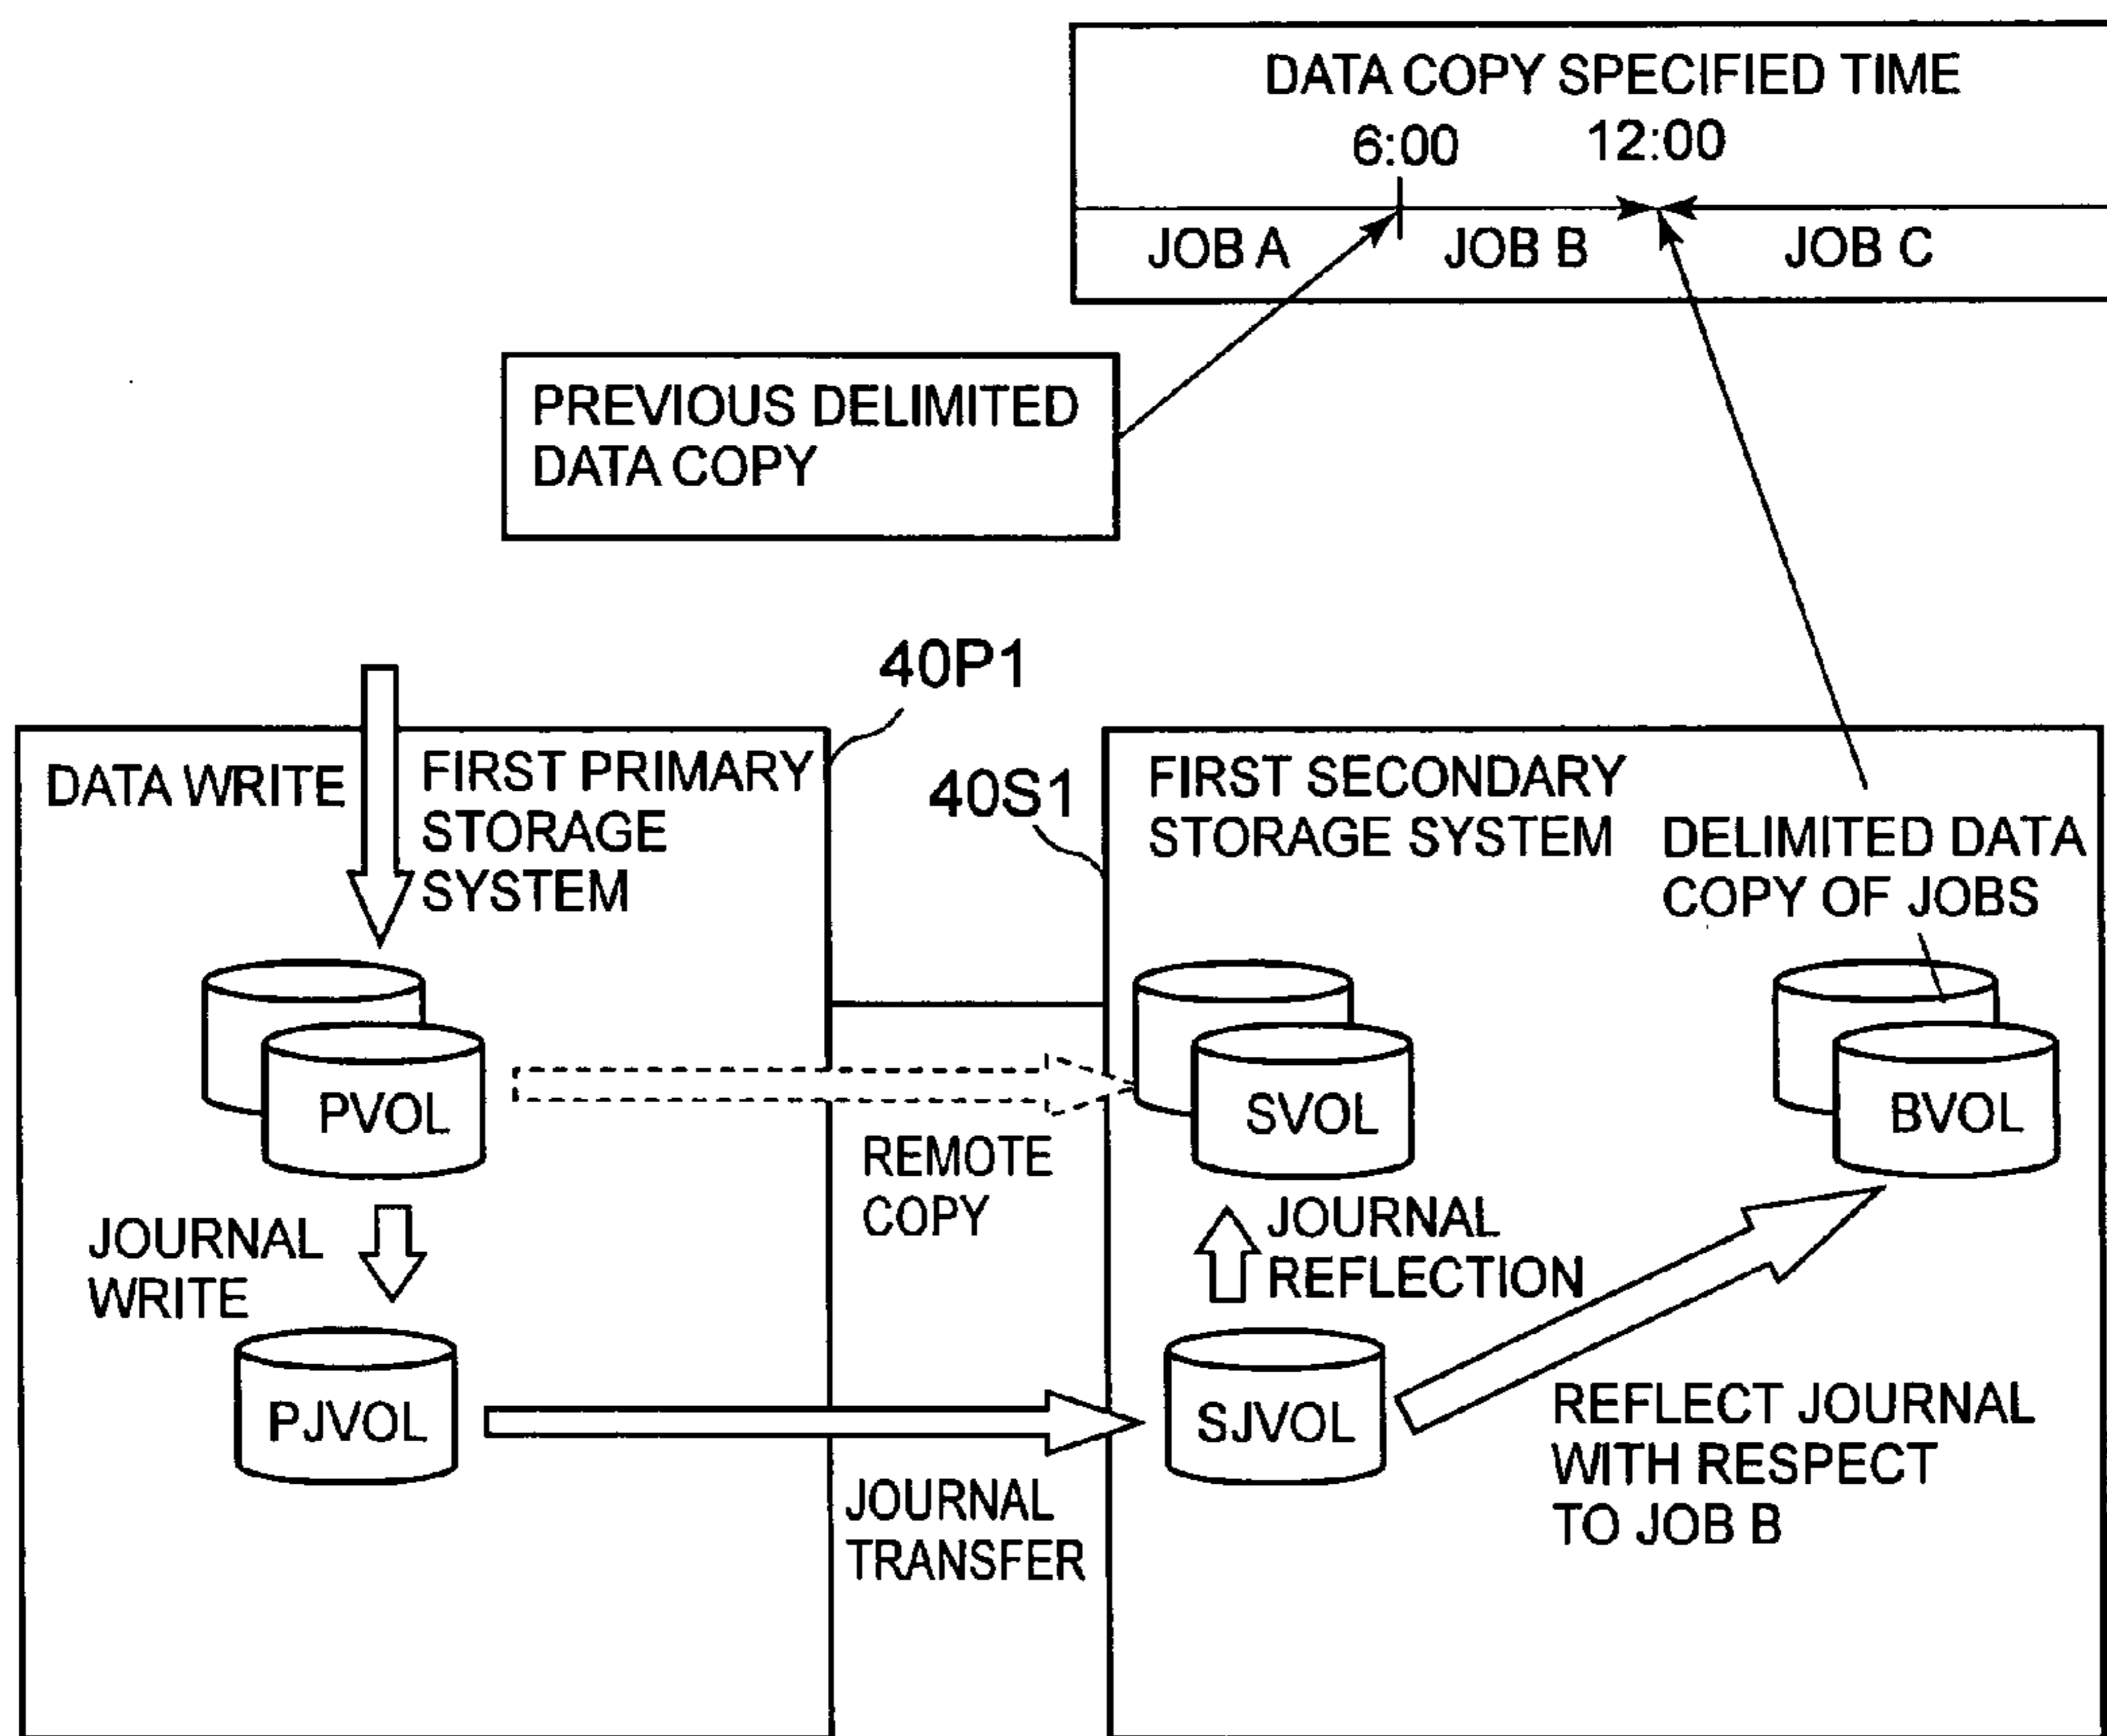 DATA COPY SPECIFIED TIME
6:00 12:00
JOB A JOB B JOB C
PREVIOUS DELIMITED
DATA COPY
40P1
40S1
DATA WRITE
FIRST PRIMARY
STORAGE
SYSTEM
FIRST SECONDARY
STORAGE SYSTEM
DELIMITED DATA
COPY OF JOBS
PVOL
SVOL
BVOL
REMOTE
COPY
JOURNAL
WRITE
JOURNAL
REFLECTION
PJVOL
SJVOL
JOURNAL
TRANSFER
REFLECT JOURNAL
WITH RESPECT
TO JOB B